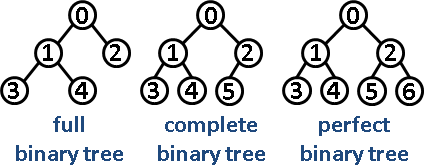 0 0 0
1 2 1 2 1 2
3 4 3 4 5 3 4 5 6
full complete perfect
binary tree binary tree binary tree